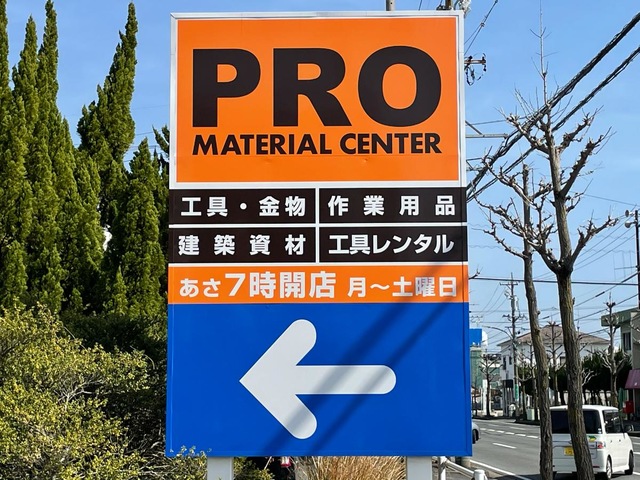 PRO
MATERIAL CENTER
工具・金物 作業用品
建築資材 工具レンタル
あさ7時開店 月〜土曜日